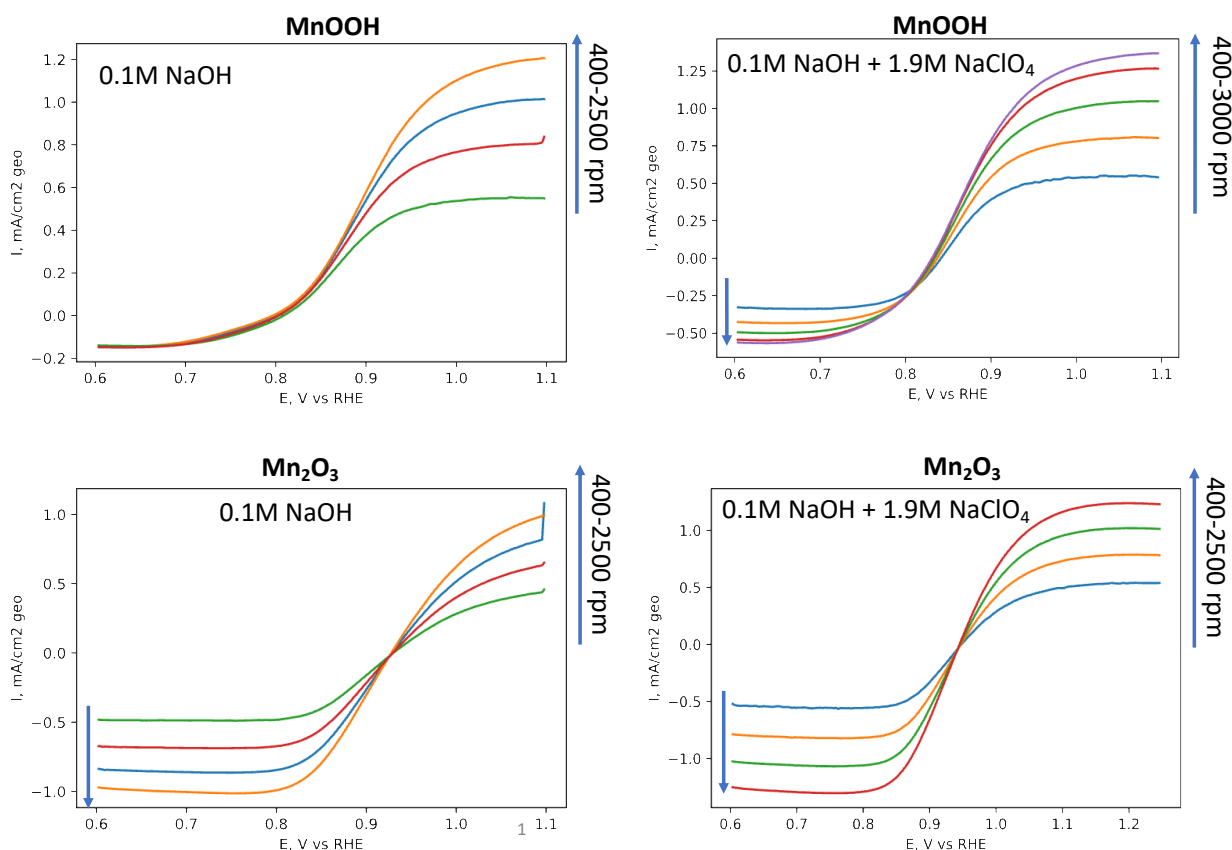 MnOOH
0.1M NaOH
I, mA/cm2 geo
1.2
1.0
0.8
0.6
0.4
0.2
0.0
−0.2
0.6 0.7 0.8 0.9 1.0 1.1
E, V vs RHE
400-2500 rpm
MnOOH
0.1M NaOH + 1.9M NaClO₄
I, mA/cm2 geo
1.25
1.00
0.75
0.50
0.25
0.00
−0.25
−0.50
0.6 0.7 0.8 0.9 1.0 1.1
E, V vs RHE
400-3000 rpm
Mn₂O₃
0.1M NaOH
I, mA/cm2 geo
1.0
0.5
0.0
−0.5
−1.0
0.6 0.7 0.8 0.9 1.0 1.1
E, V vs RHE
1
400-2500 rpm
Mn₂O₃
0.1M NaOH + 1.9M NaClO₄
I, mA/cm2 geo
1.0
0.5
0.0
−0.5
−1.0
0.6 0.7 0.8 0.9 1.0 1.1 1.2
E, V vs RHE
400-2500 rpm